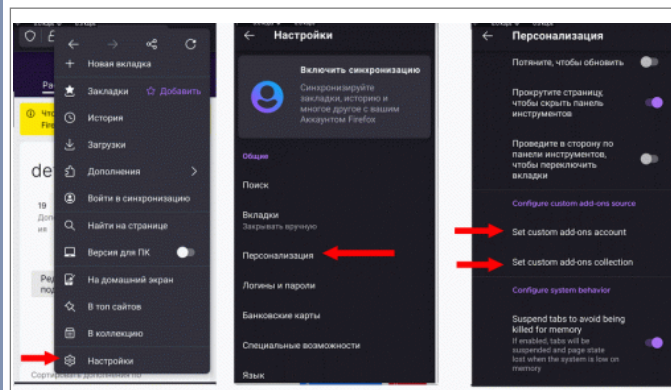 Новая вкладка
Закладки
Добавить
История
Загрузки
Дополнения
Войти в синхронизацию
Найти на странице
Версия для ПК
На домашний экран
В топ сайтов
В коллекцию
Настройки
Сортировать дополнения по
Настройки
Включить синхронизацию
Синхронизируйте
закладки, историю и
многое другое с вашим
Аккаунтом Firefox
Общие
Поиск
Вкладки
Закрывать вручную
Персонализация
Логины и пароли
Банковские карты
Специальные возможности
Язык
Персонализация
Потяните, чтобы обновить
Прокрутите страницу,
чтобы скрыть панель
инструментов
Проведите в сторону по
панели инструментов,
чтобы переключить
вкладки
Configure custom add-ons source
Set custom add-ons account
Set custom add-ons collection
Configure system behavior
Suspend tabs to avoid being
killed for memory
If enabled, tabs will be
suspended and page state
lost when the system is low on
memory